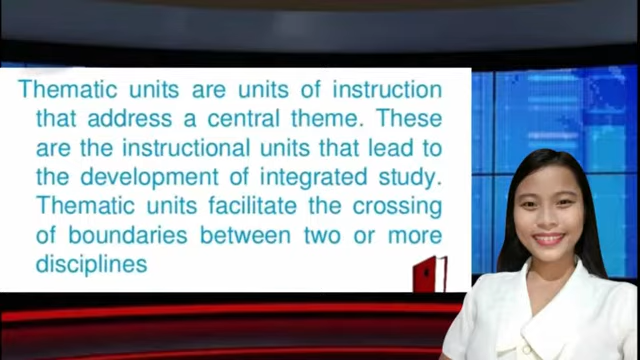 Thematic units are units of instruction
that address a central theme. These
are the instructional units that lead to
the development of integrated study.
Thematic units facilitate the crossing
of boundaries between two or more
disciplines